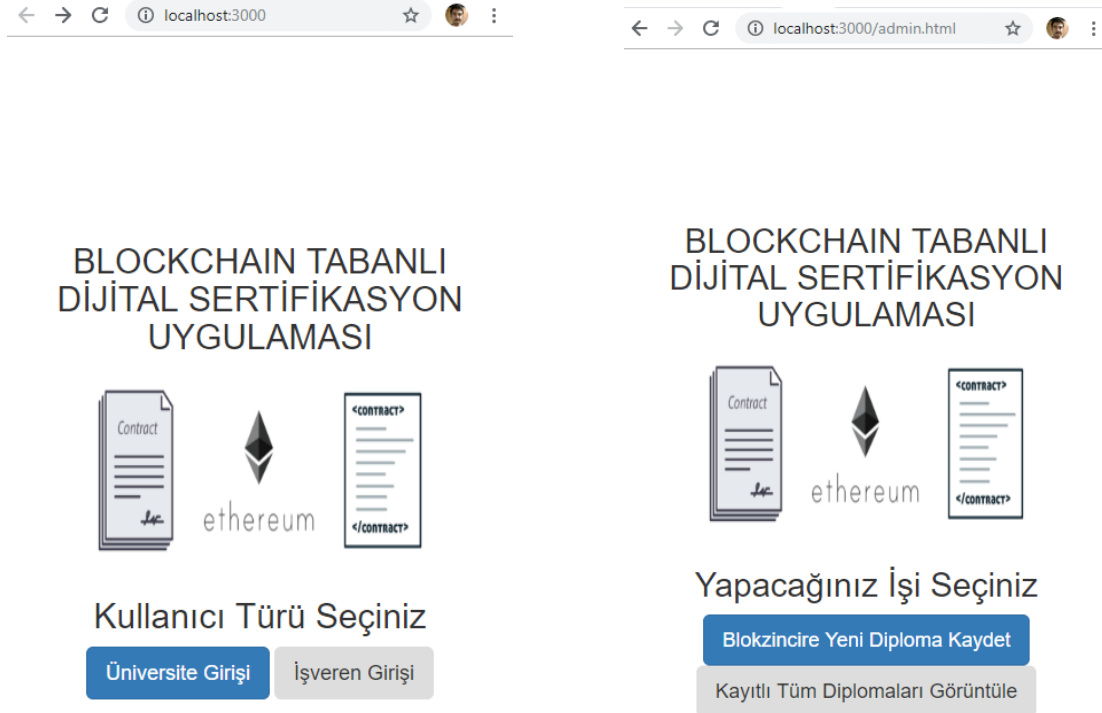 localhost:3000
BLOCKCHAIN TABANLI
DİJİTAL SERTİFİKASYON
UYGULAMASI
Contract
ethereum
<CONTRACT>
</CONTRACT>
Kullanıcı Türü Seçiniz
Üniversite Girişi
İşveren Girişi
localhost:3000/admin.html
BLOCKCHAIN TABANLI
DİJİTAL SERTİFİKASYON
UYGULAMASI
Contract
ethereum
<CONTRACT>
</CONTRACT>
Yapacağınız İşi Seçiniz
Blokzincire Yeni Diploma Kaydet
Kayıtlı Tüm Diplomaları Görüntüle